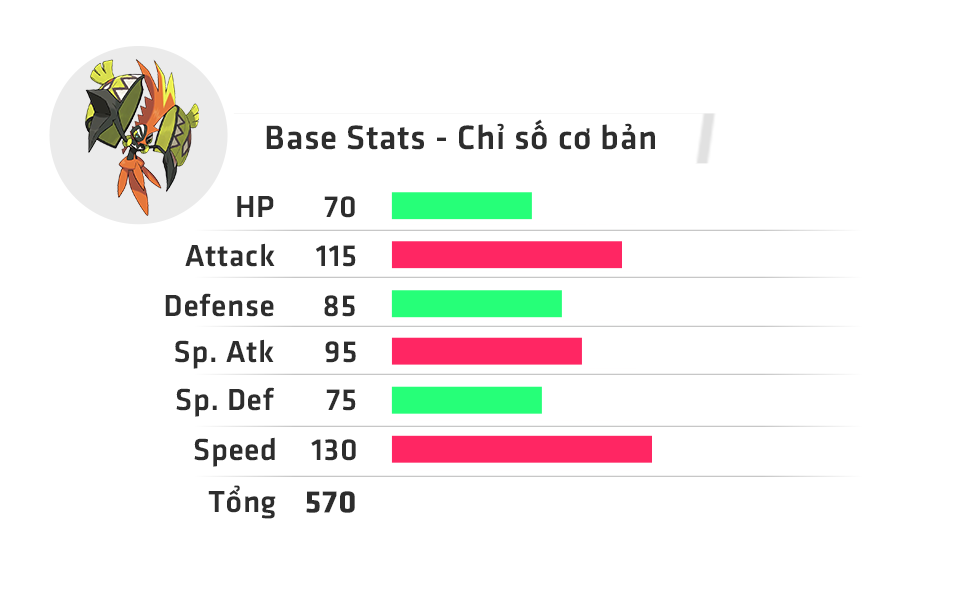 Base Stats - Chỉ số cơ bản
HP 70
Attack 115
Defense 85
Sp. Atk 95
Sp. Def 75
Speed 130
Tổng 570